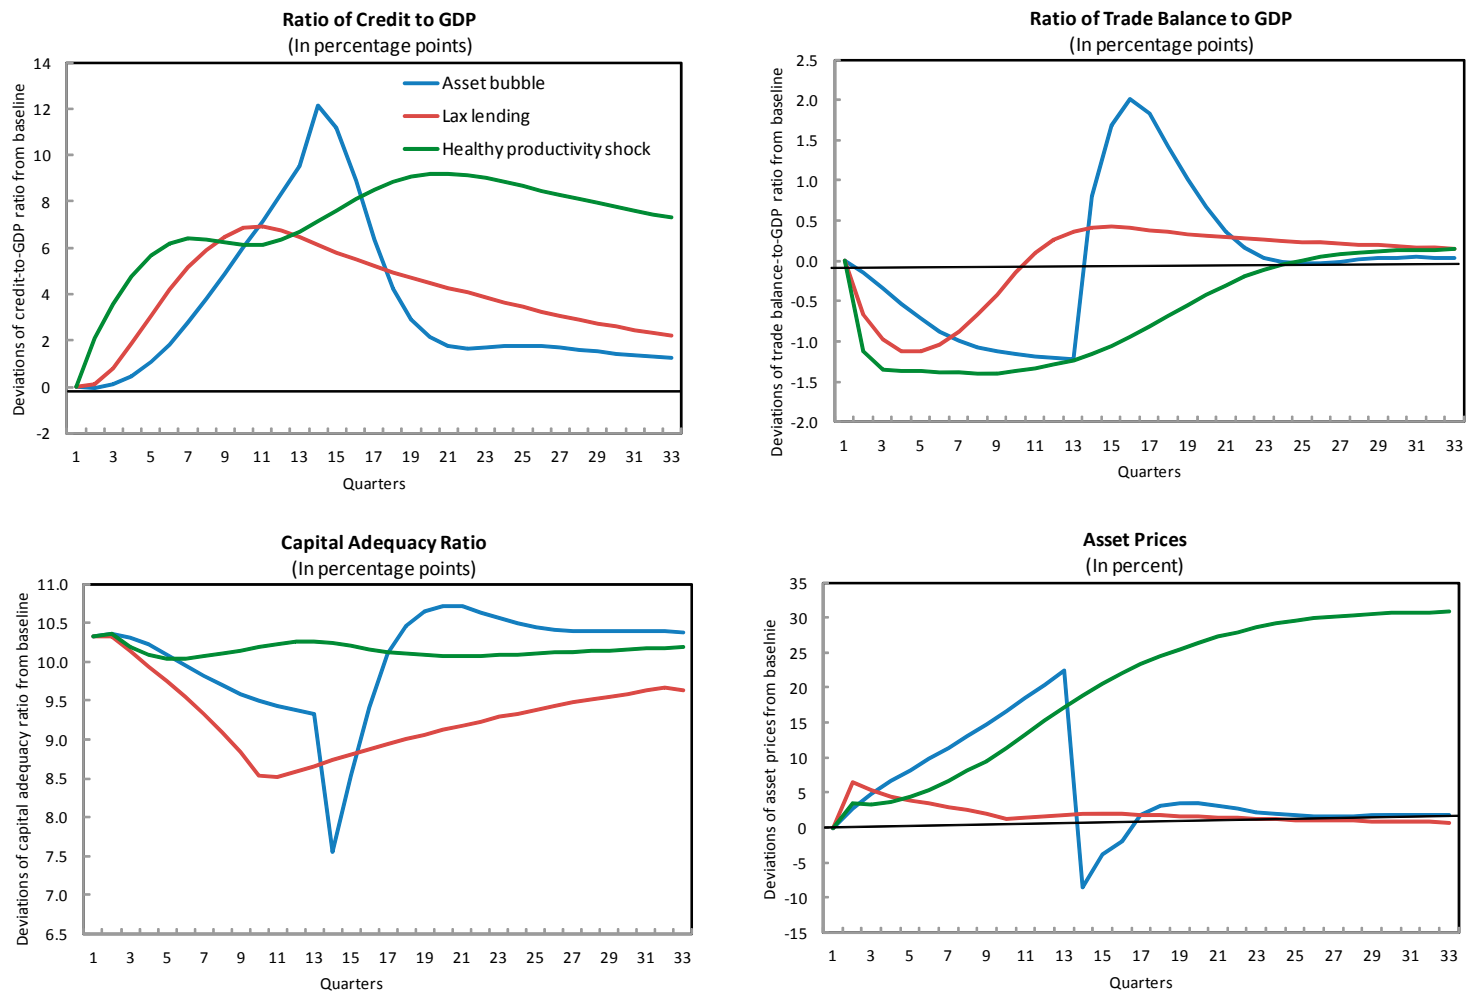 Ratio of Credit to GDP
(In percentage points)
Deviations of credit-to-GDP ratio from baseline
14
12
10
8
6
4
2
0
-2
Asset bubble
Lax lending
Healthy productivity shock
1 3 5 7 9 11 13 15 17 19 21 23 25 27 29 31 33
Quarters
Ratio of Trade Balance to GDP
(In percentage points)
Deviations of trade balance-to-GDP ratio from baseline
2.5
2.0
1.5
1.0
0.5
0.0
-0.5
-1.0
-1.5
-2.0
1 3 5 7 9 11 13 15 17 19 21 23 25 27 29 31 33
Quarters
Capital Adequacy Ratio
(In percentage points)
Deviations of capital adequacy ratio from baseline
11.0
10.5
10.0
9.5
9.0
8.5
8.0
7.5
7.0
6.5
1 3 5 7 9 11 13 15 17 19 21 23 25 27 29 31 33
Quarters
Asset Prices
(In percent)
Deviations of asset prices from baselnie
35
30
25
20
15
10
5
0
-5
-10
-15
1 3 5 7 9 11 13 15 17 19 21 23 25 27 29 31 33
Quarters